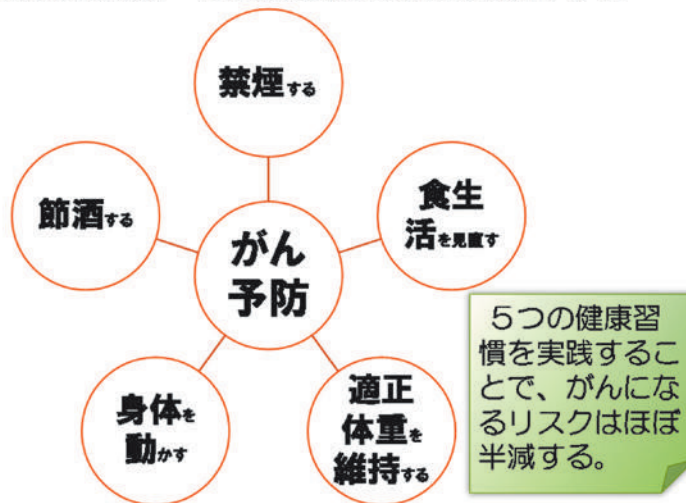 禁煙する
節酒する
食生
活を見直す
がん
予防
身体を
動かす
適正
体重を
維持する
5つの健康習
慣を実践するこ
とで、がんにな
るリスクはほぼ
半減する。